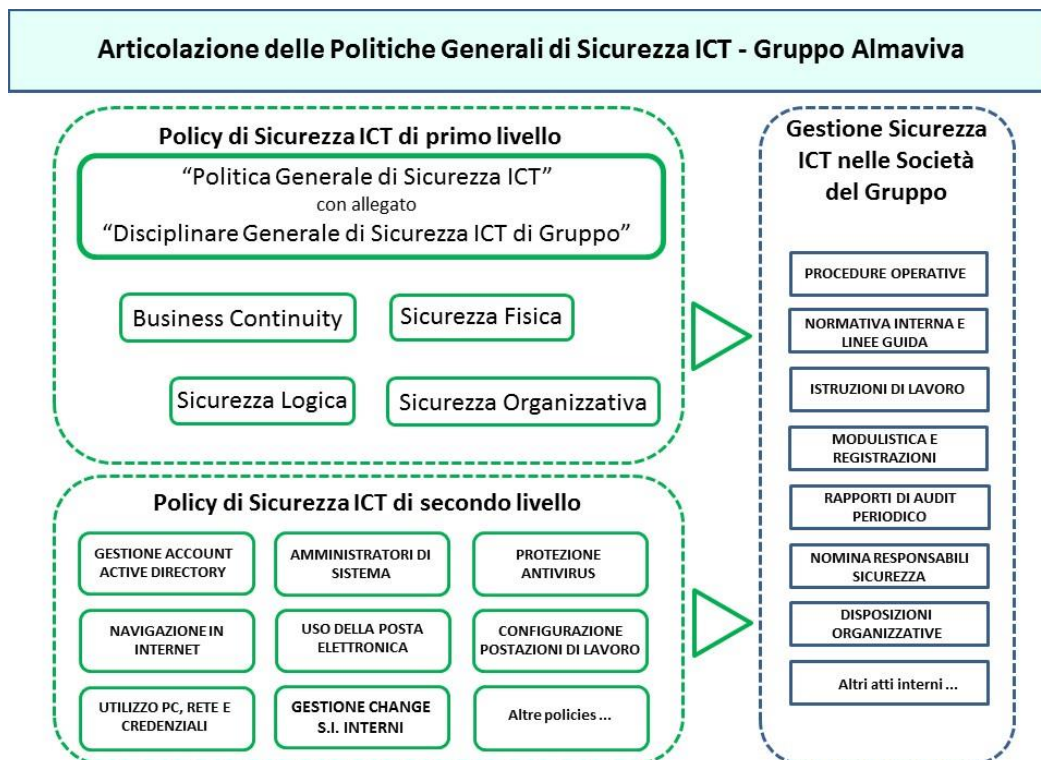 Articolazione delle Politiche Generali di Sicurezza ICT - Gruppo Almaviva
Policy di Sicurezza ICT di primo livello
“Politica Generale di Sicurezza ICT”
con allegato
“Disciplinare Generale di Sicurezza ICT di Gruppo”
Business Continuity
Sicurezza Fisica
Sicurezza Logica
Sicurezza Organizzativa
Policy di Sicurezza ICT di secondo livello
GESTIONE ACCOUNT
ACTIVE DIRECTORY
AMMINISTRATORI DI
SISTEMA
PROTEZIONE
ANTIVIRUS
NAVIGAZIONE IN
INTERNET
USO DELLA POSTA
ELETTRONICA
CONFIGURAZIONE
POSTAZIONI DI LAVORO
UTILIZZO PC, RETE E
CREDENZIALI
GESTIONE CHANGE
S.I. INTERNI
Altre policies ...
Gestione Sicurezza
ICT nelle Società
del Gruppo
PROCEDURE OPERATIVE
NORMATIVA INTERNA E
LINEE GUIDA
ISTRUZIONI DI LAVORO
MODULISTICA E
REGISTRAZIONI
RAPPORTI DI AUDIT
PERIODICO
NOMINA RESPONSABILI
SICUREZZA
DISPOSIZIONI
ORGANIZZATIVE
Altri atti interni ...